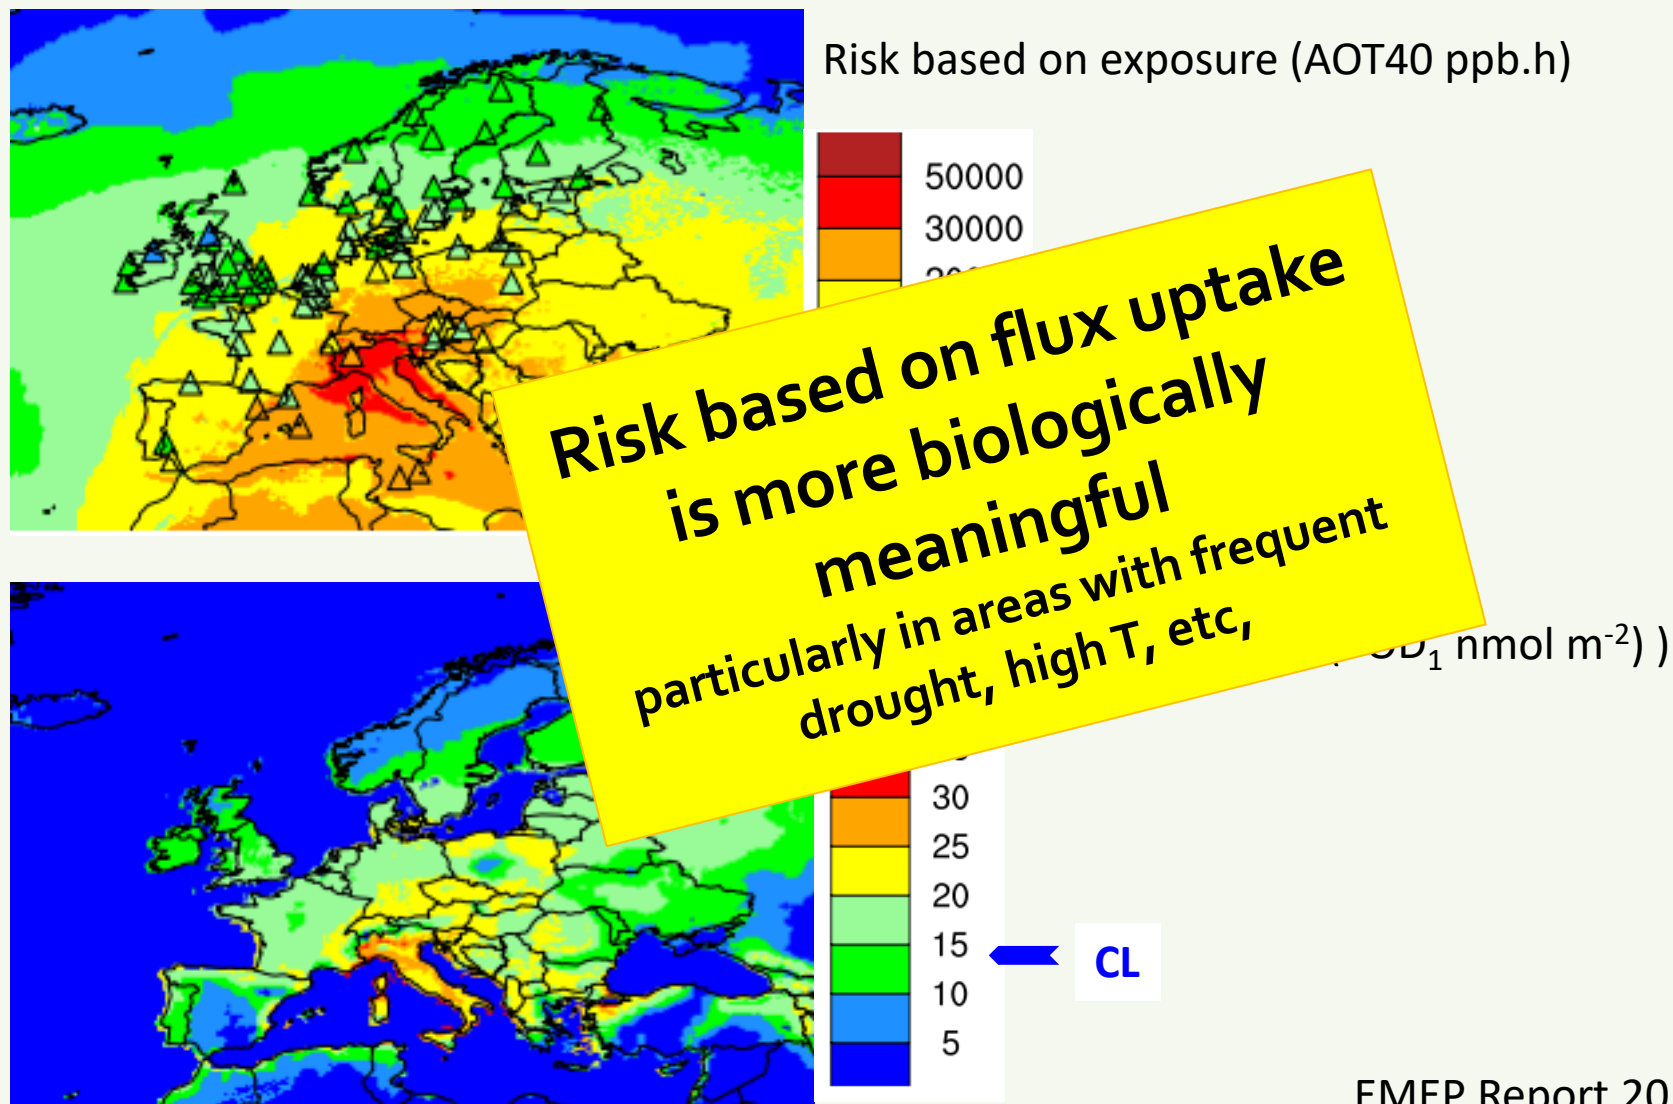 Risk based on exposure (AOT40 ppb.h)
50000
30000
Risk based on flux uptake
is more biologically
meaningful
particularly in areas with frequent
drought, high T, etc,
OD₁ nmol m⁻²) )
30
25
20
15
10
5
CL
EMEP Report 20